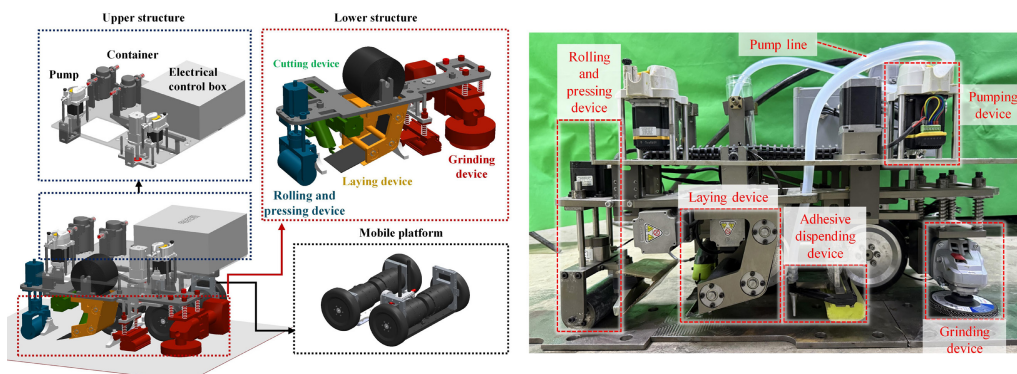 Upper structure
Container
Pump
Electrical
control box
Lower structure
Cutting device
Laying device
Grinding
device
Rolling and
pressing device
Mobile platform
Rolling
and
pressing
device
Pump line
Pumping
device
Laying device
Adhesive
dispending
device
Grinding
device